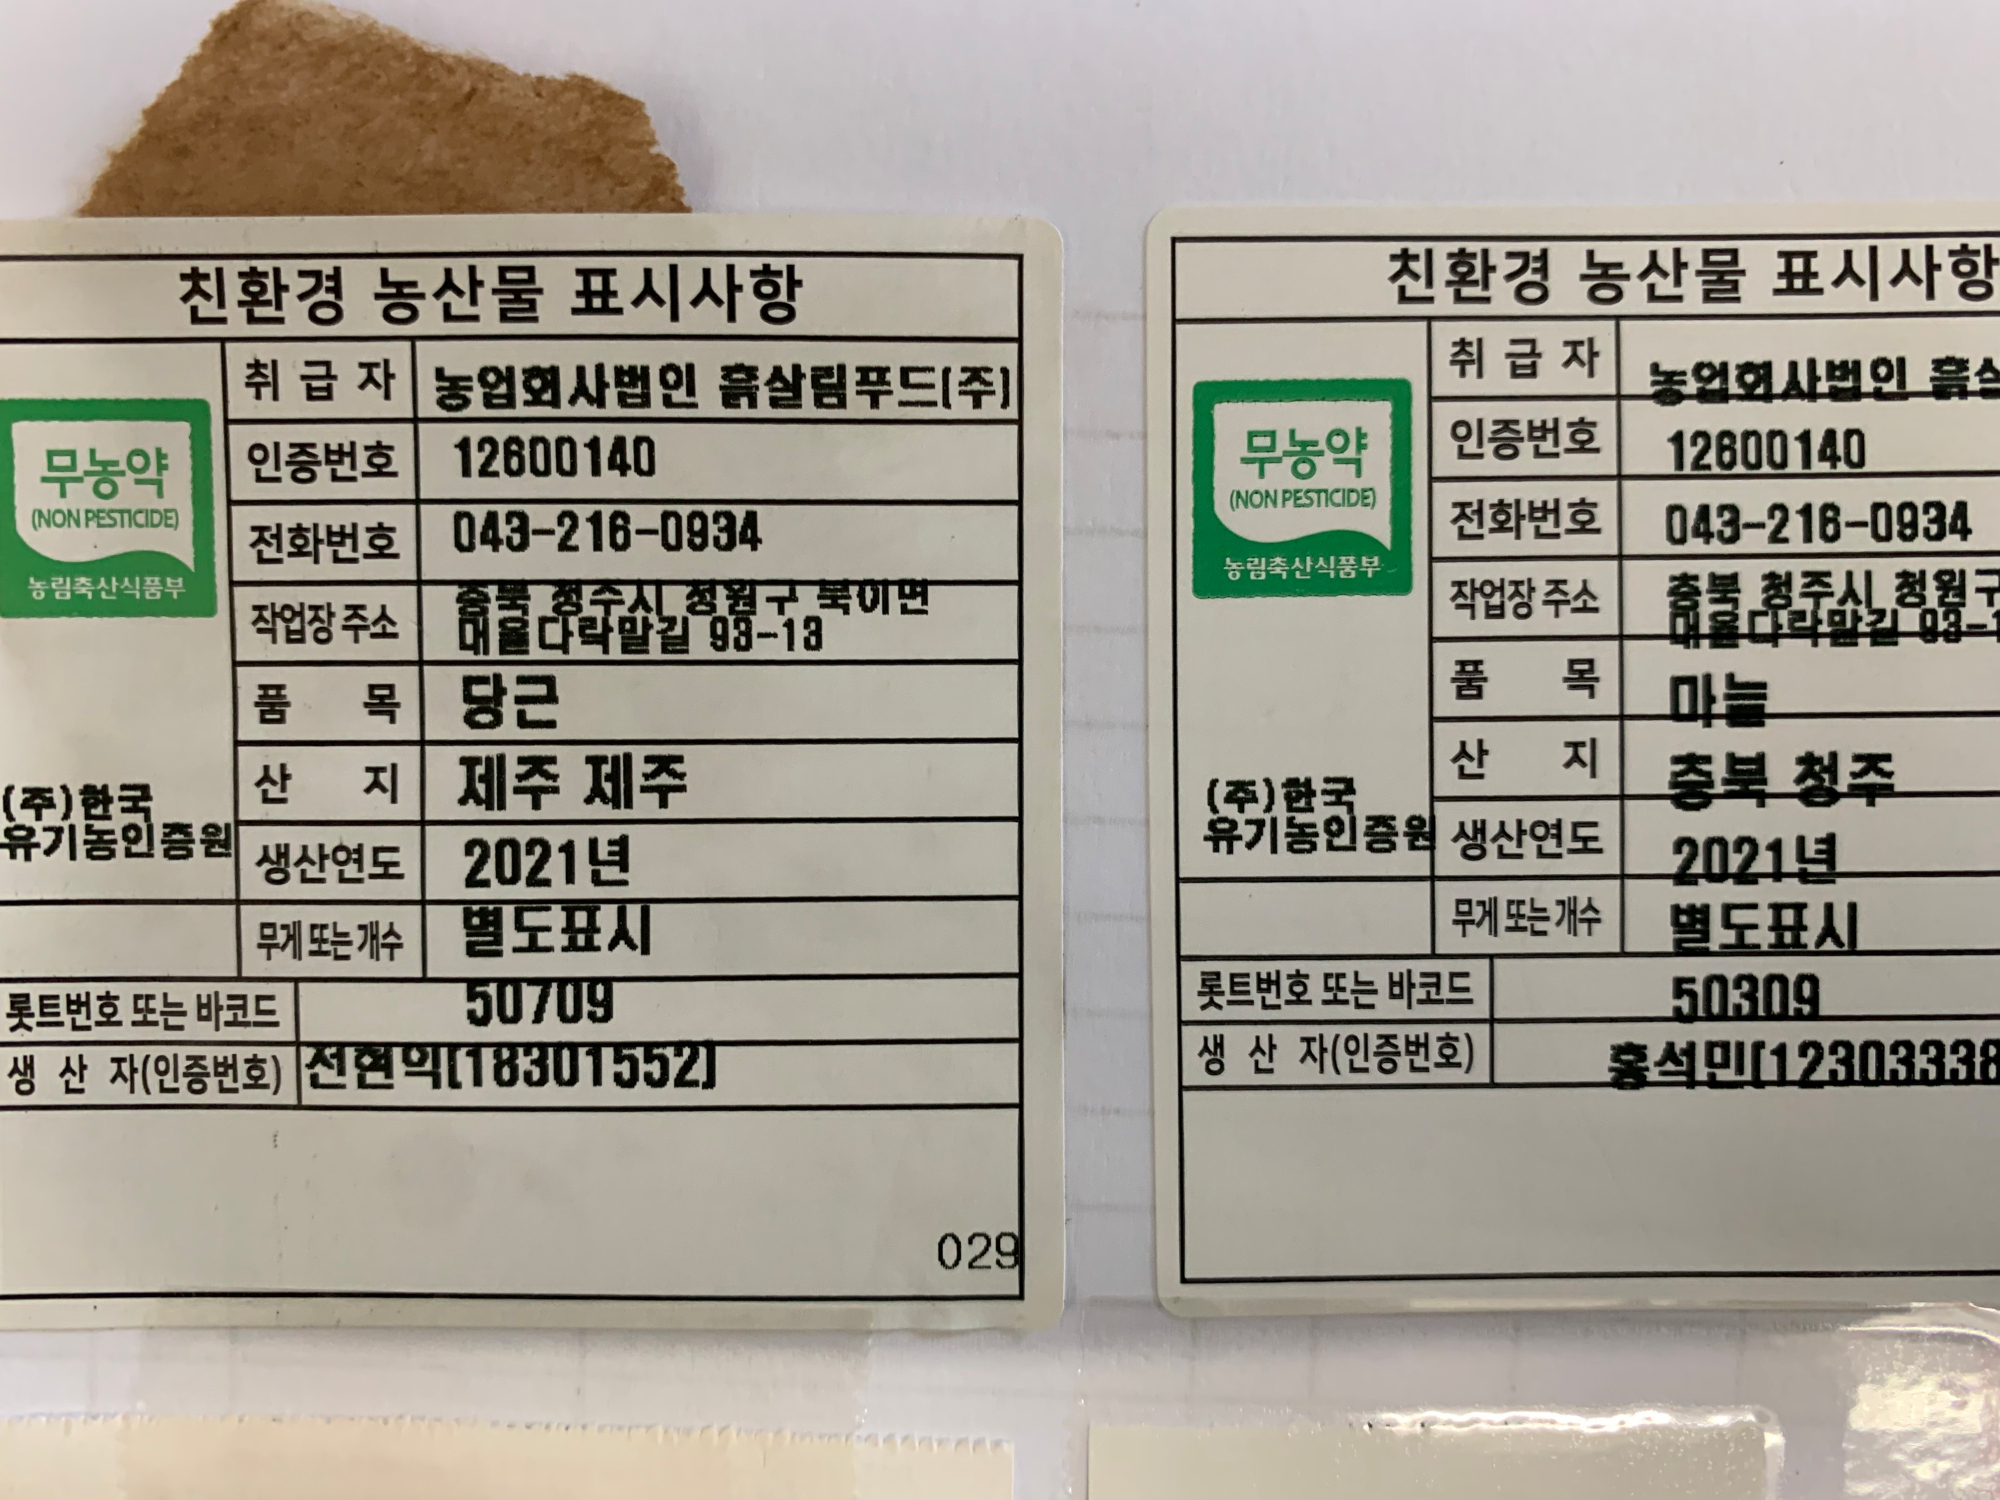 친환경 농산물 표시사항
취급자 농업회사법인 흙살림푸드(주)
무농약
(NON PESTICIDE)
농림축산식품부
인증번호 12600140
전화번호 043-216-0934
작업장 주소 충북 청주시 청원구 북이면
대율다락말길 93-13
품목 당근
산지 제주 제주
(주)한국
유기농인증원
생산연도 2021년
무게 또는 개수 별도표시
롯트번호 또는 바코드 50709
생산자(인증번호) 전현익(18301552)
029
친환경 농산물 표시사항
취급자 농업회사법인
무농약
(NON PESTICIDE)
농림축산식품부
인증번호 12600140
전화번호 043-216-0934
작업장 주소 충북 청주시 청원구
대율다락말길 93-1
품목 마늘
산지 충북 청주
(주)한국
유기농인증원
생산연도 2021년
무게 또는 개수 별도표시
롯트번호 또는 바코드 50309
생산자(인증번호) 홍석민(12303338